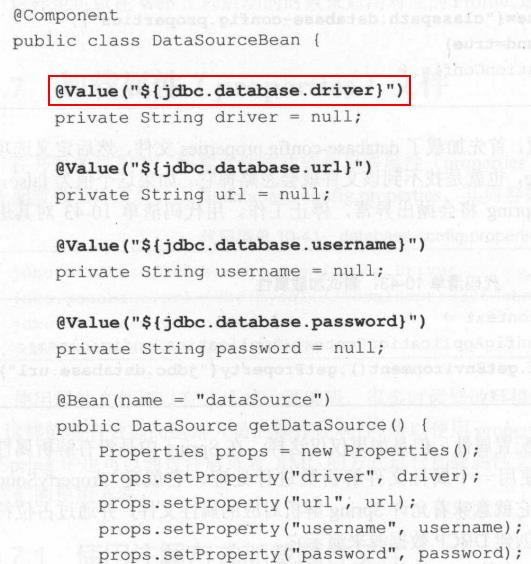 @Component
public class DataSourceBean {
@Value("${jdbc.database.driver}")
private String driver = null;
@Value("${jdbc.database.url}")
private String url = null;
@Value("${jdbc.database.username}")
private String username = null;
@Value("${jdbc.database.password}")
private String password = null;
@Bean(name = "dataSource")
public DataSource getDataSource() {
Properties props = new Properties();
props.setProperty("driver", driver);
props.setProperty("url", url);
props.setProperty("username", username);
props.setProperty("password", password);